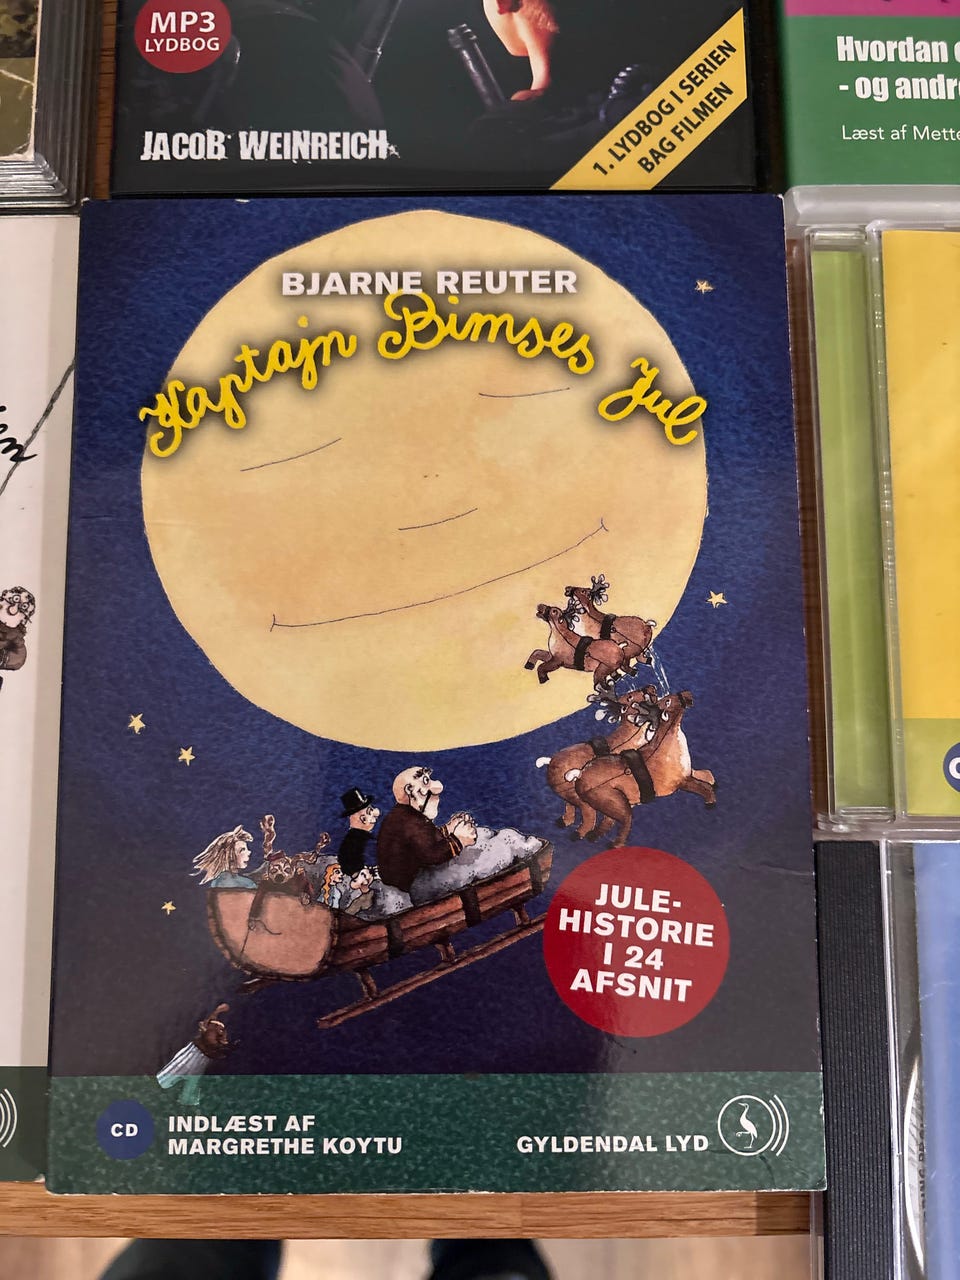 MP3
LYDBOG
JACOB WEINREICH
1. LYDBOG I SERIEN
BAG FILMEN
Hvordan
- og andr
Læst af Mette
BJARNE REUTER
Kaptajn Bimses Jul
JULE-
HISTORIE
I 24
AFSNIT
CD
INDLÆST AF
MARGRETHE KOYTU
GYLDENDAL LYD